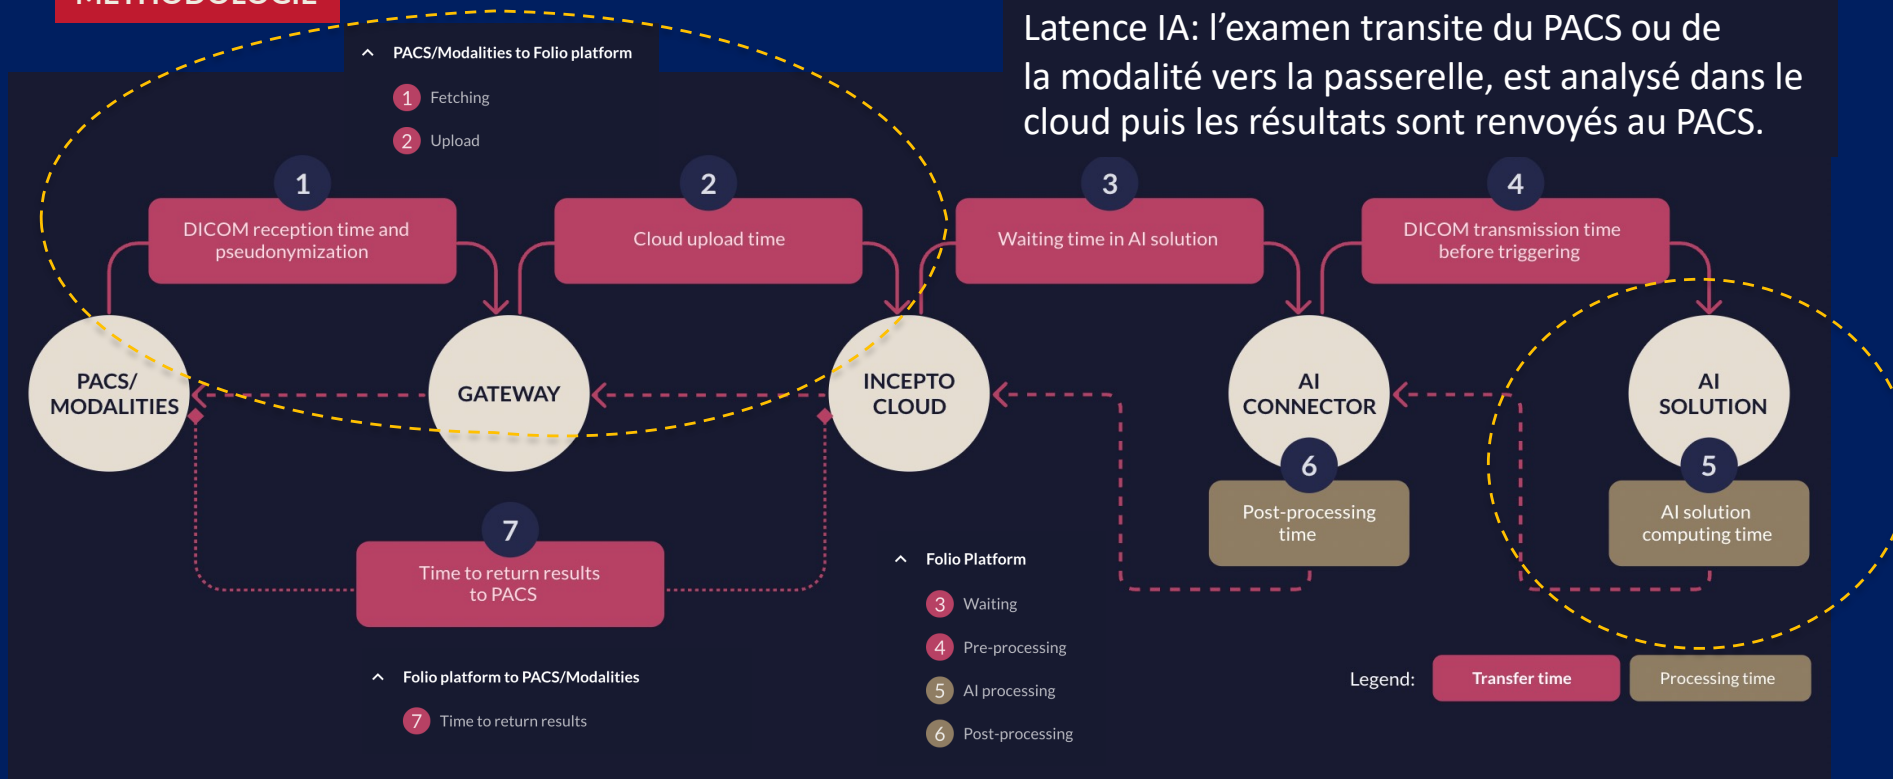 MÉTHODOLOGIE
Latence IA: l’examen transite du PACS ou de
la modalité vers la passerelle, est analysé dans le
cloud puis les résultats sont renvoyés au PACS.
PACS/Modalities to Folio platform
1 Fetching
2 Upload
1
DICOM reception time and
pseudonymization
2
Cloud upload time
3
Waiting time in AI solution
4
DICOM transmission time
before triggering
PACS/
MODALITIES
GATEWAY
INCEPTO
CLOUD
AI
CONNECTOR
AI
SOLUTION
6
Post-processing
time
5
AI solution
computing time
7
Time to return results
to PACS
Folio Platform
3 Waiting
4 Pre-processing
5 AI processing
6 Post-processing
Folio platform to PACS/Modalities
7 Time to return results
Legend:
Transfer time
Processing time